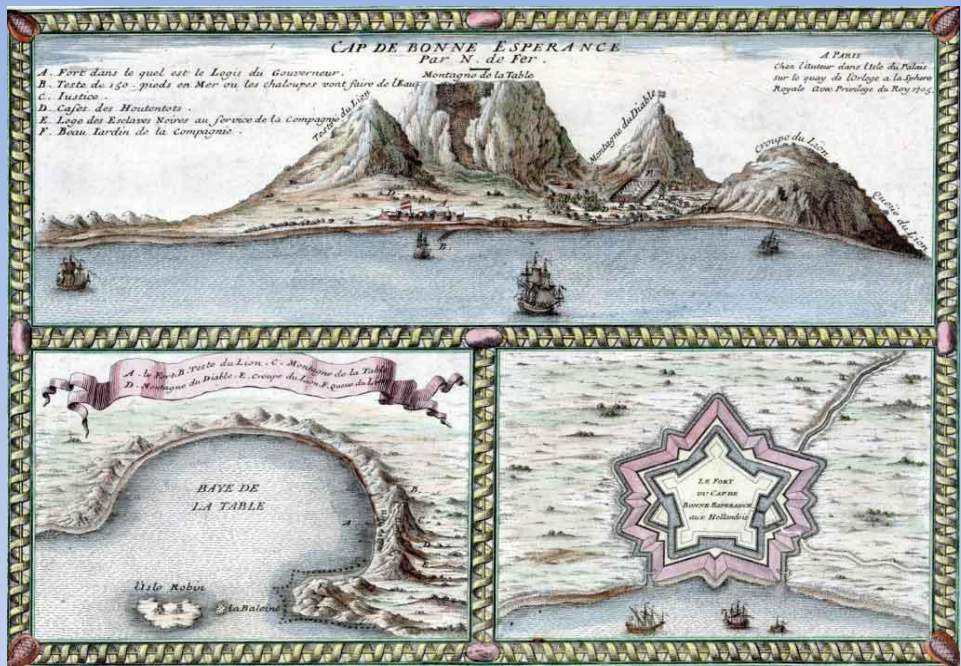 CAP DE BONNE ESPERANCE
Par N. de Fer.
A. Fort dans le quel est le Logis du Gouverneur.
B. Teste de 150. pieds en Mer ou les chaloupes vont faire de l'Eau
C. Iustice.
D. Cases des Houtentots.
E. Loge des Esclaves Noires au service de la Compagnie
F. Beau Iardin de la Compagnie.
A PARIS
Chez l'Auteur dans l'Isle du Palais
sur le quay de l'Orloge a la Sphere
Royale Avec Privilege du Roy 1705.
Teste du Lion
Montagne de la Table
Montagne du Diable
Croupe du Lion
Queüe du Lion
B.
A. le Fort. B. Teste du Lion. C. Montagne de la Table
D. Montagne du Diable. E. Croupe du Lion. F. Queue du Lion
BAYE DE
LA TABLE
A
B
l'Isle Robin
la Baleine
LE FORT
DU CAP DE
BONNE ESPERANCE
aux Hollandois